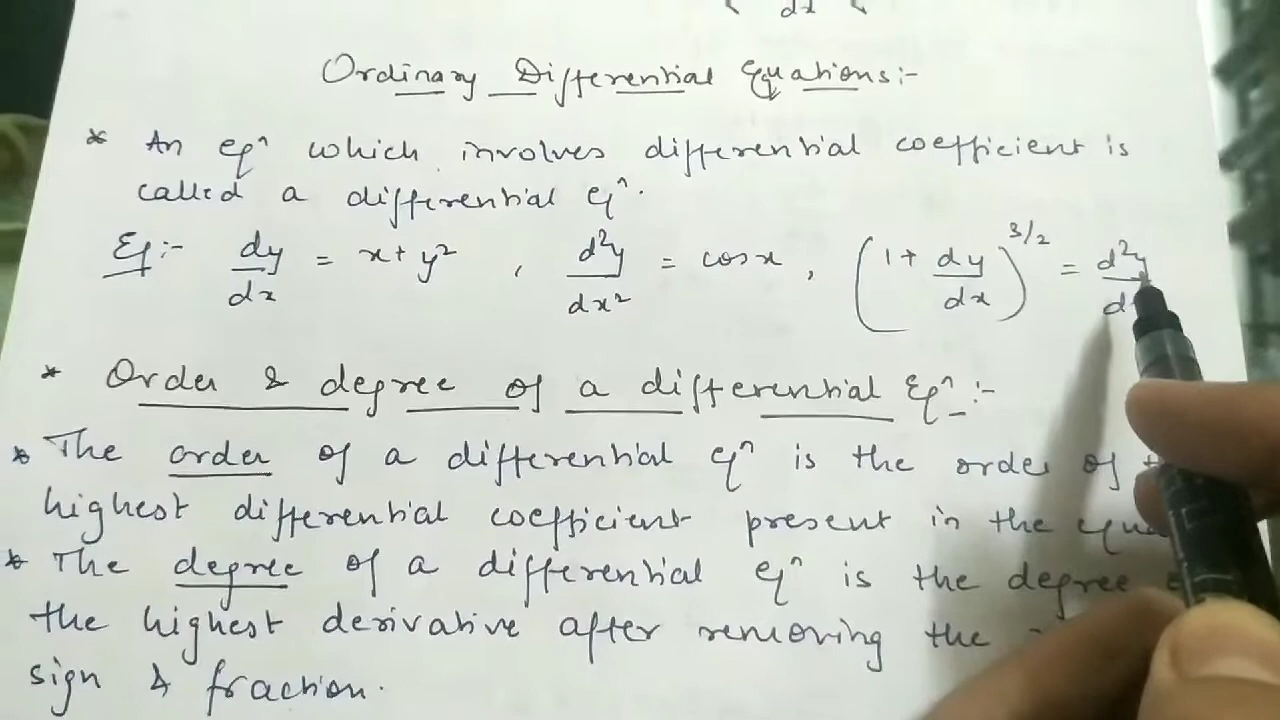 dx
Ordinary Differential Equations:-
* An eqⁿ which involves differential coefficient is
called a differential eqⁿ.
Eg:- dy/dx = x + y² , d²y/dx² = cos x , (1 + dy/dx)^3/2 = d²y/d
* Order & degree of a differential Eqⁿ:-
* The order of a differential eqⁿ is the order of
highest differential coefficient present in the
* The degree of a differential eqⁿ is the degree
the highest derivative after removing the
sign & fraction.